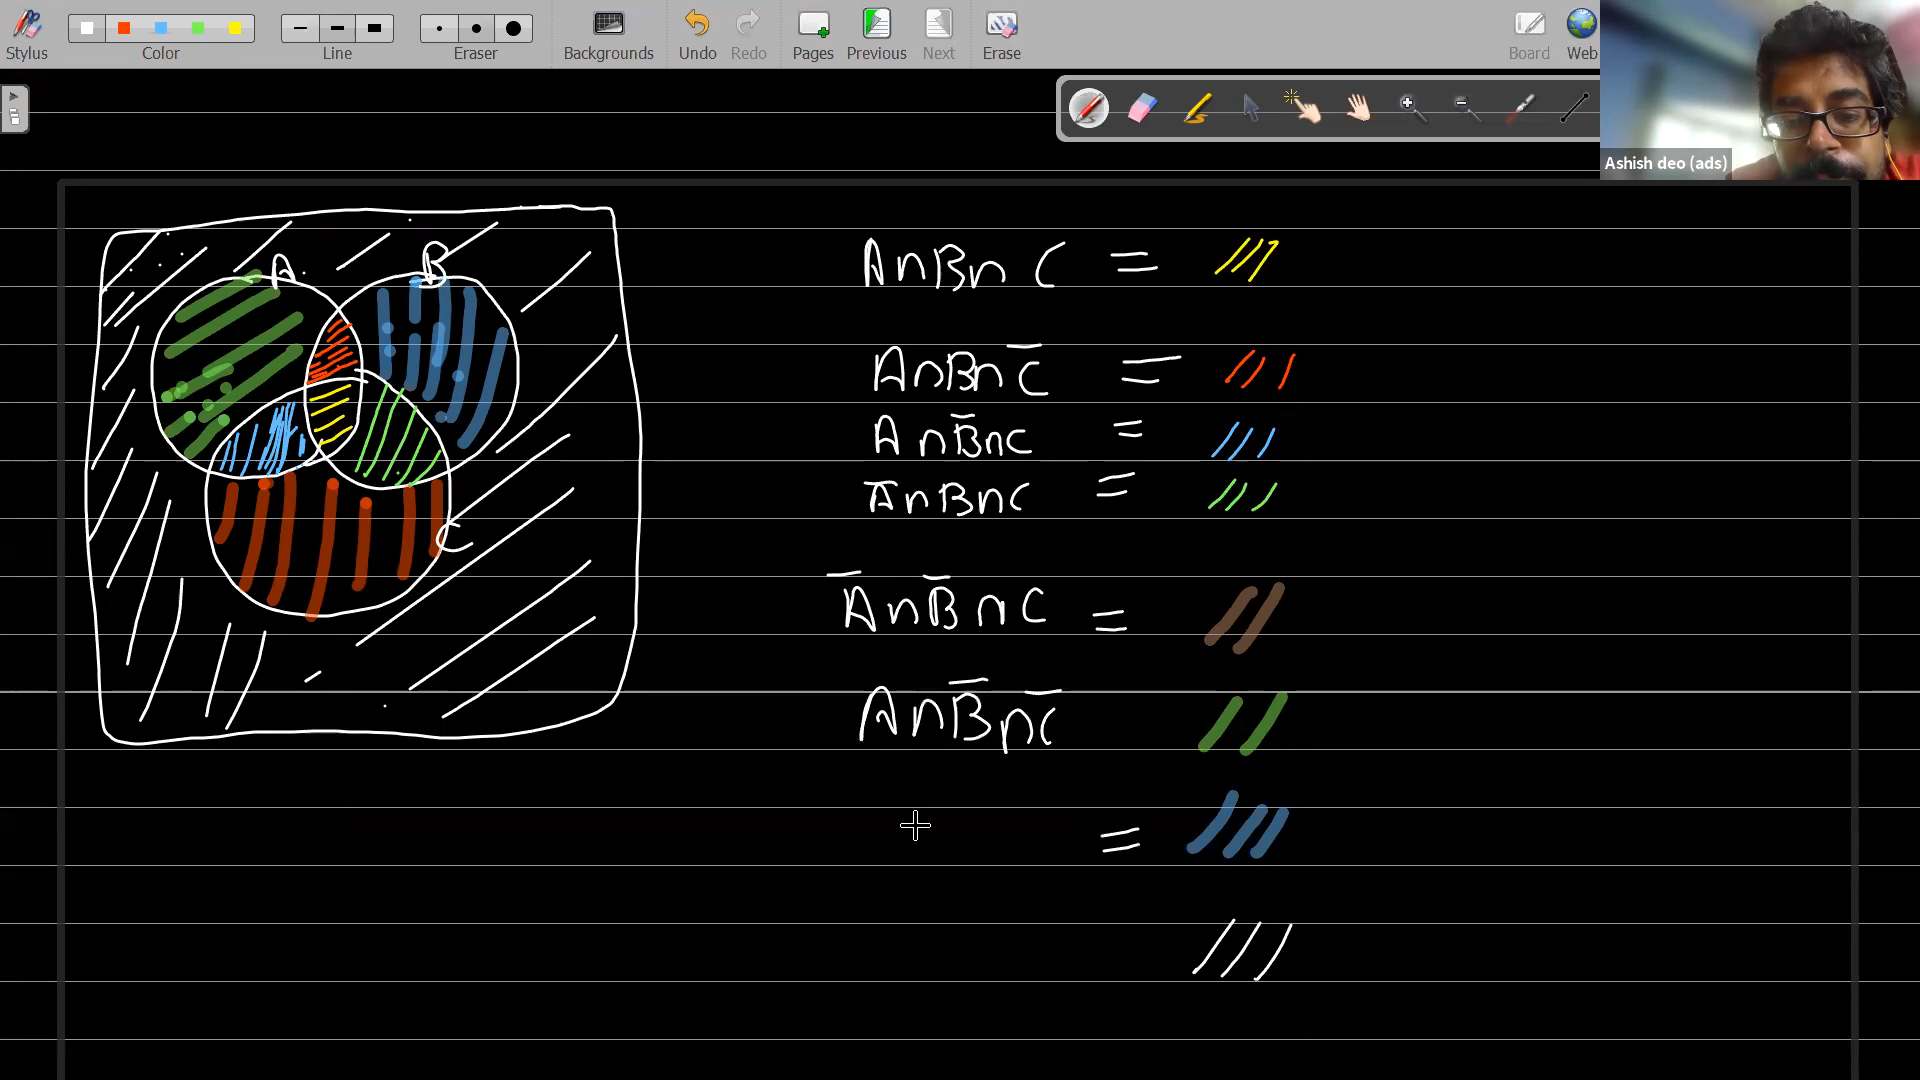 Stylus Color Line Eraser Backgrounds Undo Redo Pages Previous Next Erase Board Web
Ashish deo (ads)
A B
C
A∩B∩C =
A∩B∩C̅ =
A∩B̅∩C =
A̅∩B∩C =
A̅∩B̅∩C =
A∩B̅∩C̅
=